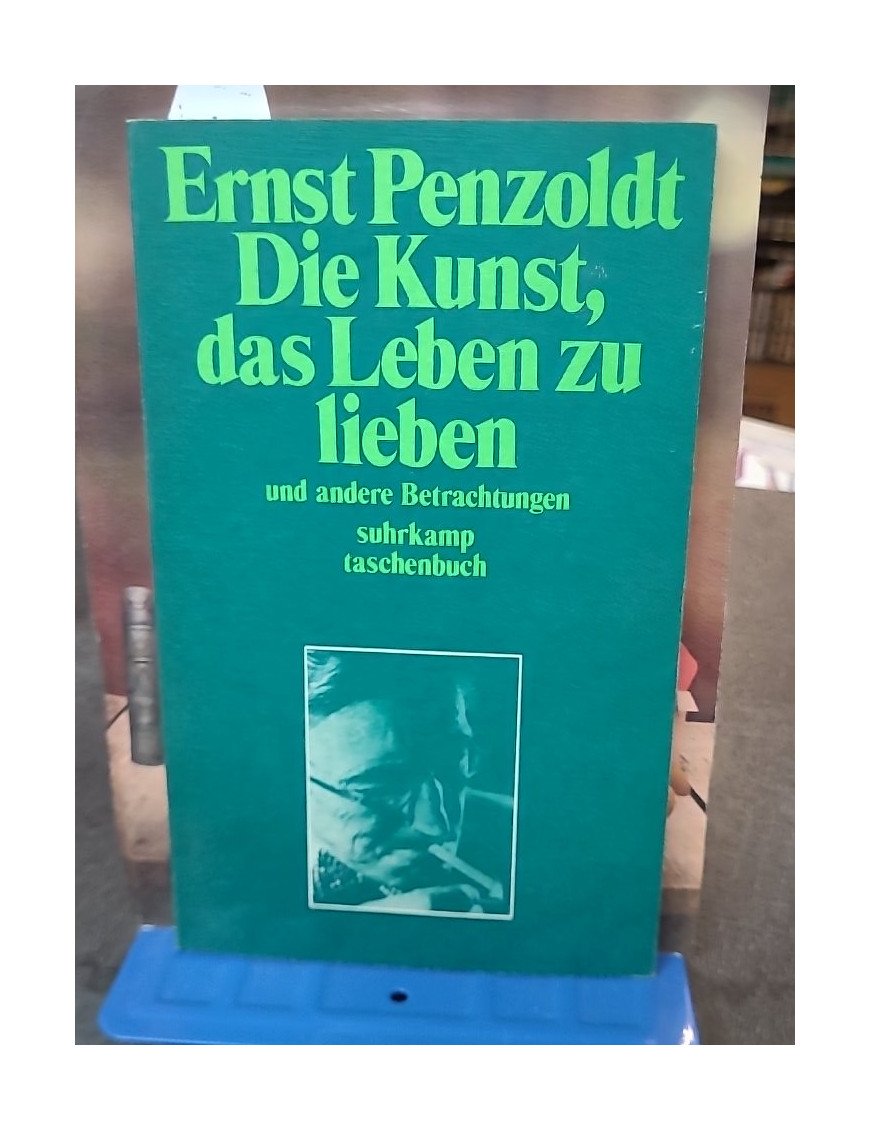 Ernst Penzoldt
Die Kunst,
das Leben zu
lieben
und andere Betrachtungen
suhrkamp
taschenbuch